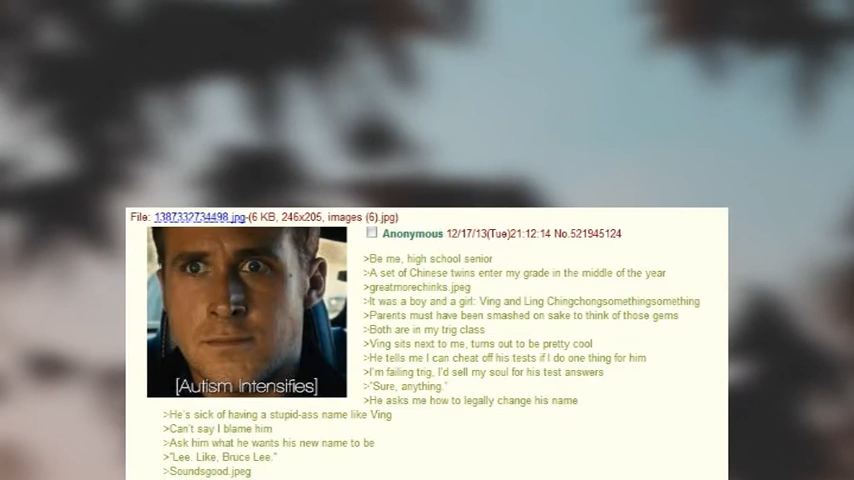 File: 1387332734498.jpg-(6 KB, 246x205, images (6).jpg)
Anonymous 12/17/13(Tue)21:12:14 No.521945124
>Be me, high school senior
>A set of Chinese twins enter my grade in the middle of the year
>greatmorechinks.jpeg
>It was a boy and a girl: Ving and Ling Chingchongsomethingsomething
>Parents must have been smashed on sake to think of those gems
>Both are in my trig class
>Ving sits next to me, turns out to be pretty cool
>He tells me I can cheat off his tests if I do one thing for him
>I'm failing trig, I'd sell my soul for his test answers
>"Sure, anything."
>He asks me how to legally change his name
[Autism Intensifies]
>He's sick of having a stupid-ass name like Ving
>Can't say I blame him
>Ask him what he wants his new name to be
>"Lee. Like, Bruce Lee."
>Soundsgood.jpeg